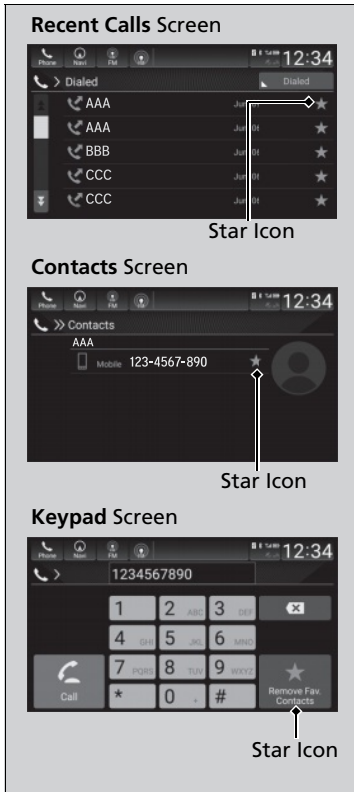 Recent Calls Screen
Phone Navi FM 12:34
> Dialed Dialed
AAA
AAA
BBB
CCC
CCC
Star Icon
Contacts Screen
Phone Navi FM 12:34
>> Contacts
AAA
Mobile 123-4567-890
Star Icon
Keypad Screen
Phone Navi FM 12:34
> 1234567890
1 2 ABC 3 DEF
4 GHI 5 JKL 6 MNO
Call 7 PQRS 8 TUV 9 WXYZ
* 0 #
Remove Fav. Contacts
Star Icon